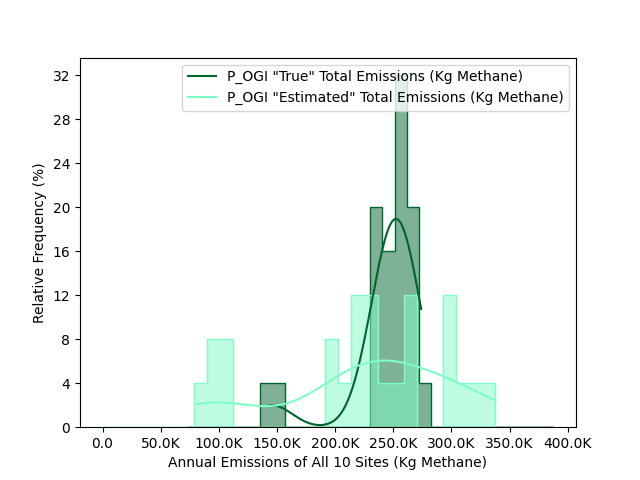 P_OGI "True" Total Emissions (Kg Methane)
P_OGI "Estimated" Total Emissions (Kg Methane)
32
28
24
20
16
12
8
4
0
Relative Frequency (%)
0.0 50.0K 100.0K 150.0K 200.0K 250.0K 300.0K 350.0K 400.0K
Annual Emissions of All 10 Sites (Kg Methane)